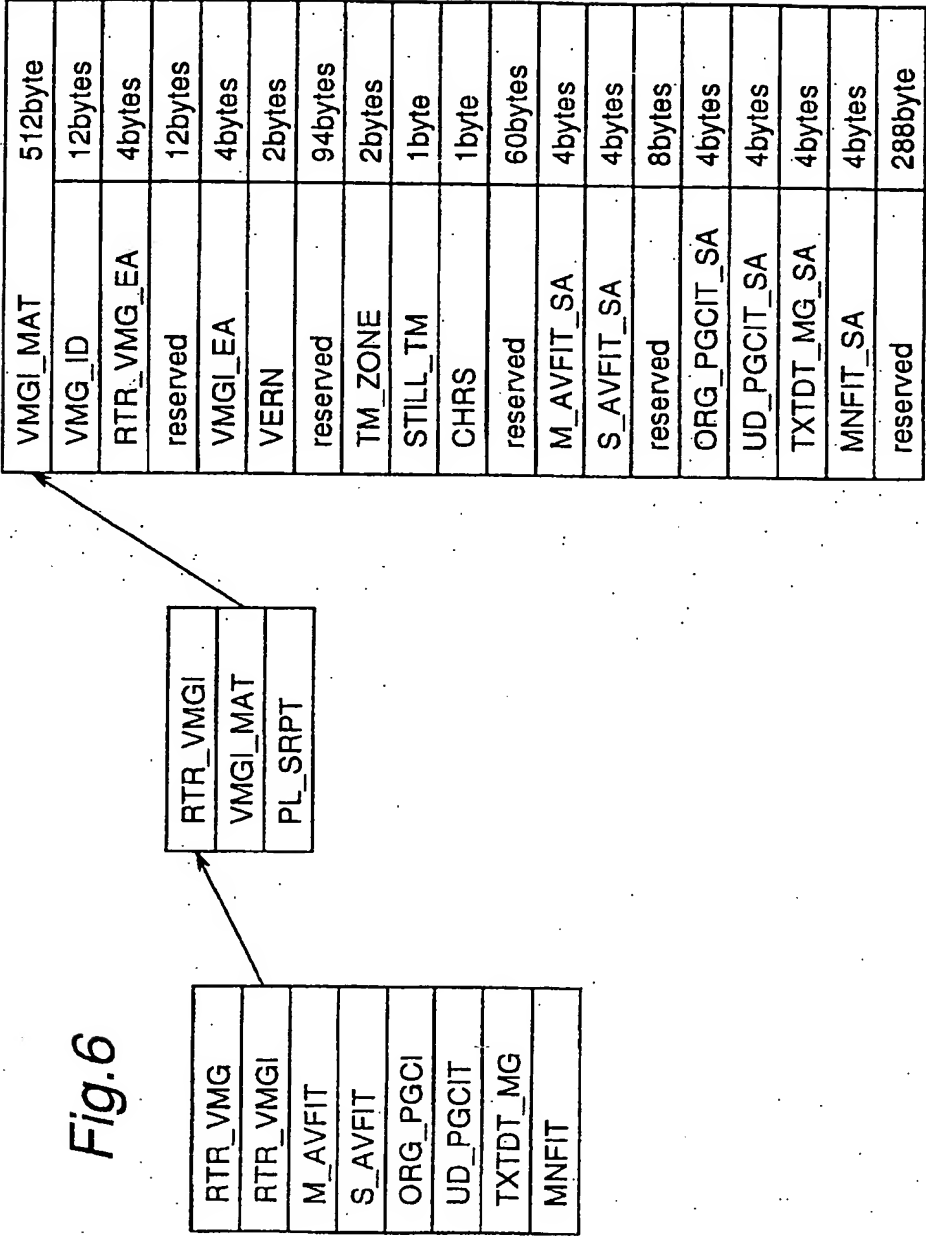 Fig.6
RTR_VMG
RTR_VMGI
M_AVFIT
S_AVFIT
ORG_PGCI
UD_PGCIT
TXTDT_MG
MNFIT
RTR_VMGI
VMGI_MAT
PL_SRPT
VMGI_MAT 512byte
VMG_ID 12bytes
RTR_VMG_EA 4bytes
reserved 12bytes
VMGI_EA 4bytes
VERN 2bytes
reserved 94bytes
TM_ZONE 2bytes
STILL_TM 1byte
CHRS 1byte
reserved 60bytes
M_AVFIT_SA 4bytes
S_AVFIT_SA 4bytes
reserved 8bytes
ORG_PGCIT_SA 4bytes
UD_PGCIT_SA 4bytes
TXTDT_MG_SA 4bytes
MNFIT_SA 4bytes
reserved 288byte